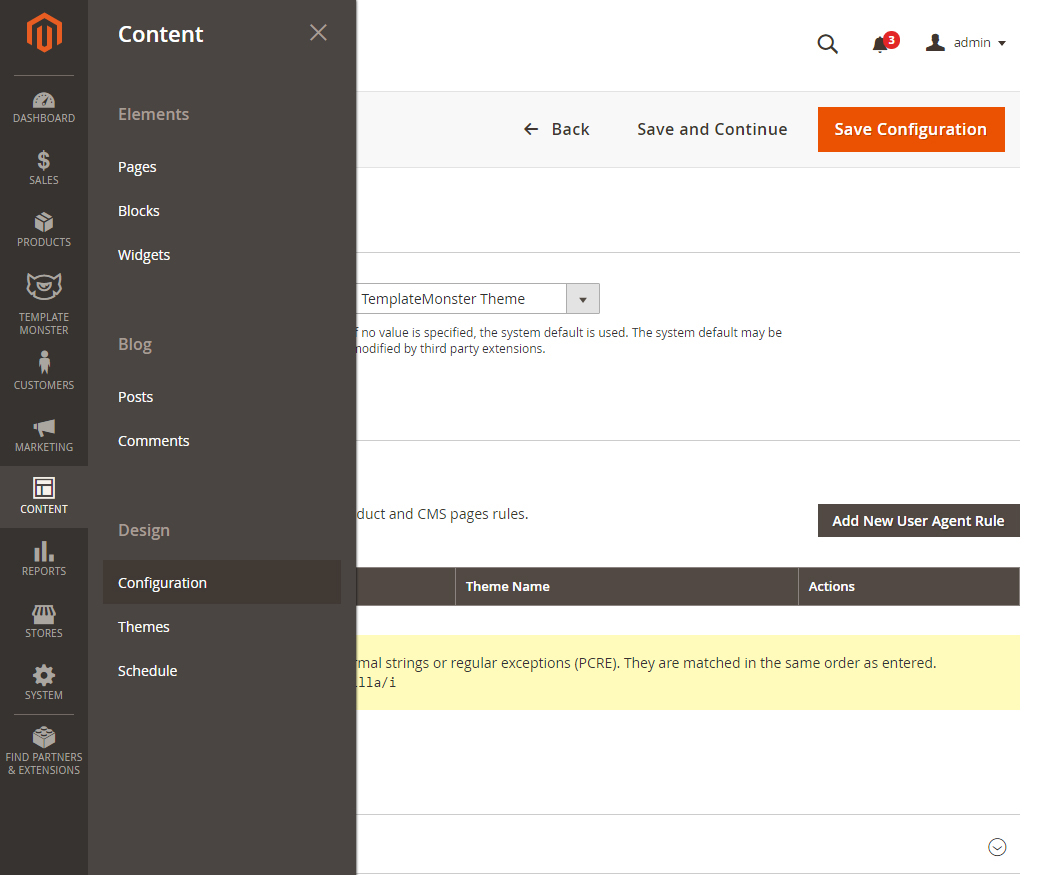 DASHBOARD
SALES
PRODUCTS
TEMPLATE
MONSTER
CUSTOMERS
MARKETING
CONTENT
REPORTS
STORES
SYSTEM
FIND PARTNERS
& EXTENSIONS
Content
Elements
Pages
Blocks
Widgets
Blog
Posts
Comments
Design
Configuration
Themes
Schedule
3
admin
Back
Save and Continue
Save Configuration
TemplateMonster Theme
f no value is specified, the system default is used. The system default may be
modified by third party extensions.
duct and CMS pages rules.
Add New User Agent Rule
Theme Name
Actions
mal strings or regular exceptions (PCRE). They are matched in the same order as entered.
lla/i